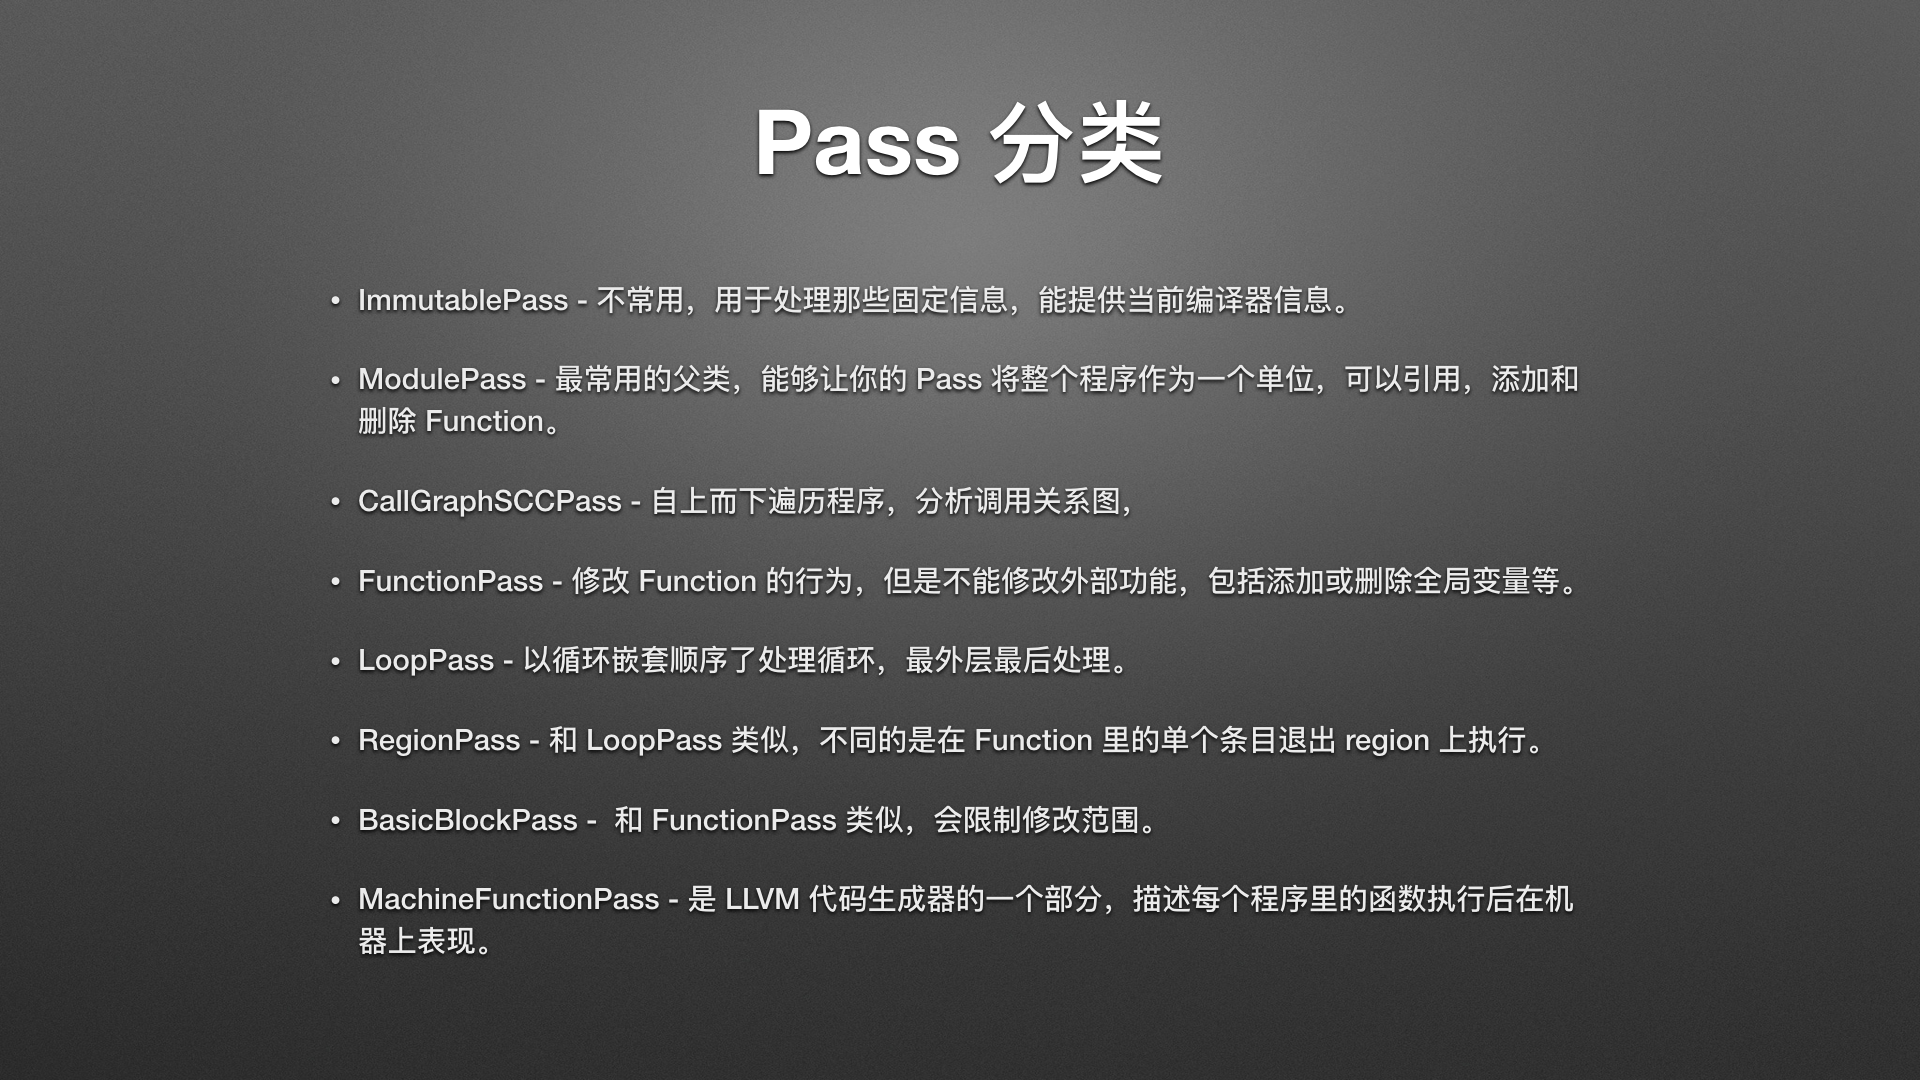 Pass 分类
• ImmutablePass - 不常用，用于处理那些固定信息，能提供当前编译器信息。
• ModulePass - 最常用的父类，能够让你的 Pass 将整个程序作为一个单位，可以引用，添加和
删除 Function。
• CallGraphSCCPass - 自上而下遍历程序，分析调用关系图，
• FunctionPass - 修改 Function 的行为，但是不能修改外部功能，包括添加或删除全局变量等。
• LoopPass - 以循环嵌套顺序了处理循环，最外层最后处理。
• RegionPass - 和 LoopPass 类似，不同的是在 Function 里的单个条目退出 region 上执行。
• BasicBlockPass -  和 FunctionPass 类似，会限制修改范围。
• MachineFunctionPass - 是 LLVM 代码生成器的一个部分，描述每个程序里的函数执行后在机
器上表现。